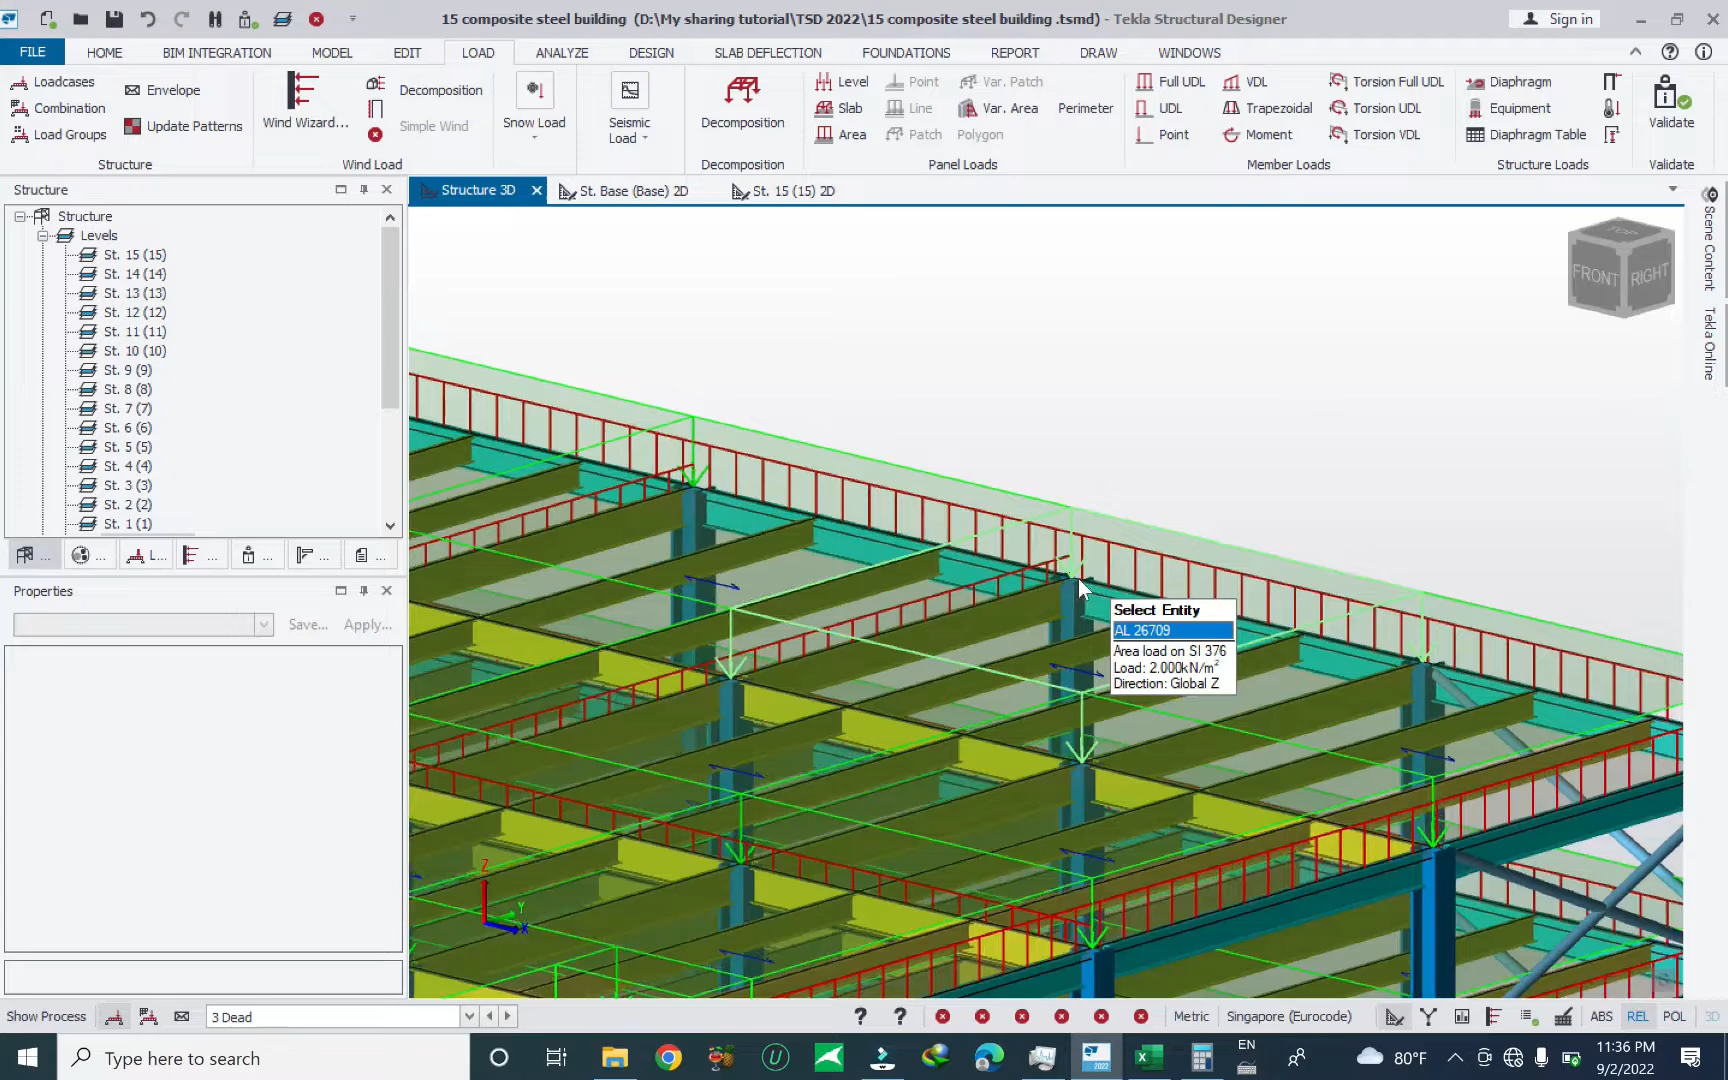 15 composite steel building (D:\My sharing tutorial\TSD 2022\15 composite steel building .tsmd) - Tekla Structural Designer
Sign in
FILE HOME BIM INTEGRATION MODEL EDIT LOAD ANALYZE DESIGN SLAB DEFLECTION FOUNDATIONS REPORT DRAW WINDOWS
Loadcases
Combination
Load Groups
Envelope
Update Patterns
Structure
Wind Wizard...
Decomposition
Simple Wind
Wind Load
Snow Load
Seismic
Load
Decomposition
Decomposition
Level
Slab
Area
Point
Line
Patch
Var. Patch
Var. Area
Polygon
Perimeter
Panel Loads
Full UDL
UDL
Point
VDL
Trapezoidal
Moment
Torsion Full UDL
Torsion UDL
Torsion VDL
Member Loads
Diaphragm
Equipment
Diaphragm Table
Structure Loads
Validate
Validate
Structure
Structure 3D
St. Base (Base) 2D
St. 15 (15) 2D
Structure
Levels
St. 15 (15)
St. 14 (14)
St. 13 (13)
St. 12 (12)
St. 11 (11)
St. 10 (10)
St. 9 (9)
St. 8 (8)
St. 7 (7)
St. 6 (6)
St. 5 (5)
St. 4 (4)
St. 3 (3)
St. 2 (2)
St. 1 (1)
... ... L... ... ... ... ...
Properties
Save... Apply...
TOP
FRONT
RIGHT
Scene Content
Tekla Online
Select Entity
AL 26709
Area load on SI 376
Load: 2.000kN/m²
Direction: Global Z
Z
Y
X
Show Process
3 Dead
Metric
Singapore (Eurocode)
ABS REL POL 3D
Type here to search
2022
EN
80°F
11:36 PM
9/2/2022